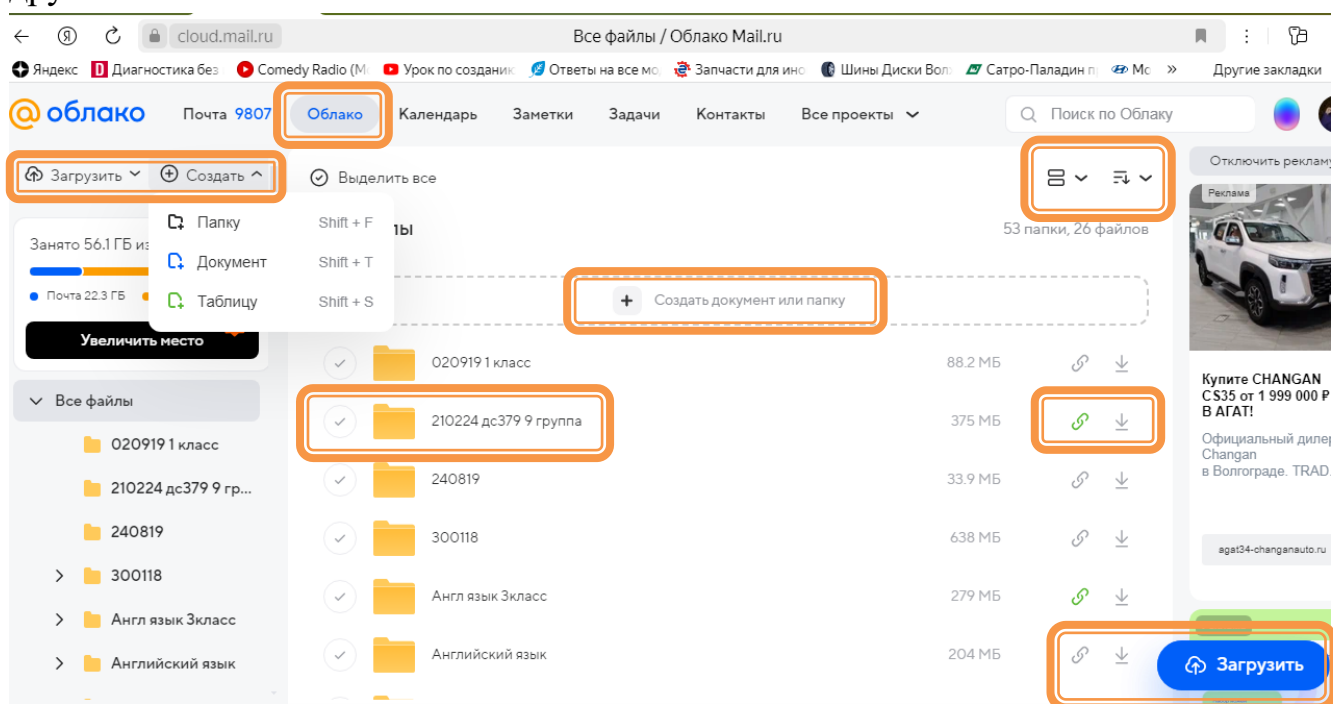 cloud.mail.ru
Все файлы / Облако Mail.ru
Яндекс
Диагностика без
Comedy Radio (М
Урок по создани
Ответы на все мо
Запчасти для ино
Шины Диски Вол
Сатро-Паладин п
Мо
»
Другие закладки
облако
Почта 9807
Облако
Календарь
Заметки
Задачи
Контакты
Все проекты
Поиск по Облаку
Загрузить
Создать
Выделить все
Отключить реклам
Папку Shift + F
Документ Shift + T
Таблицу Shift + S
лы
53 папки, 26 файлов
Занято 56.1 ГБ из
Почта 22.3 ГБ
Увеличить место
+ Создать документ или папку
Все файлы
020919 1 класс
210224 дс379 9 гр...
240819
300118
Англ язык 3класс
Английский язык
020919 1 класс 88.2 МБ
210224 дс379 9 группа 375 МБ
240819 33.9 МБ
300118 638 МБ
Англ язык 3класс 279 МБ
Английский язык 204 МБ
Реклама
Купите CHANGAN
CS35 от 1 999 000 ₽
В АГАТ!
Официальный диле
Changan
в Волгограде. TRAD
agat34-changanauto.ru
Загрузить